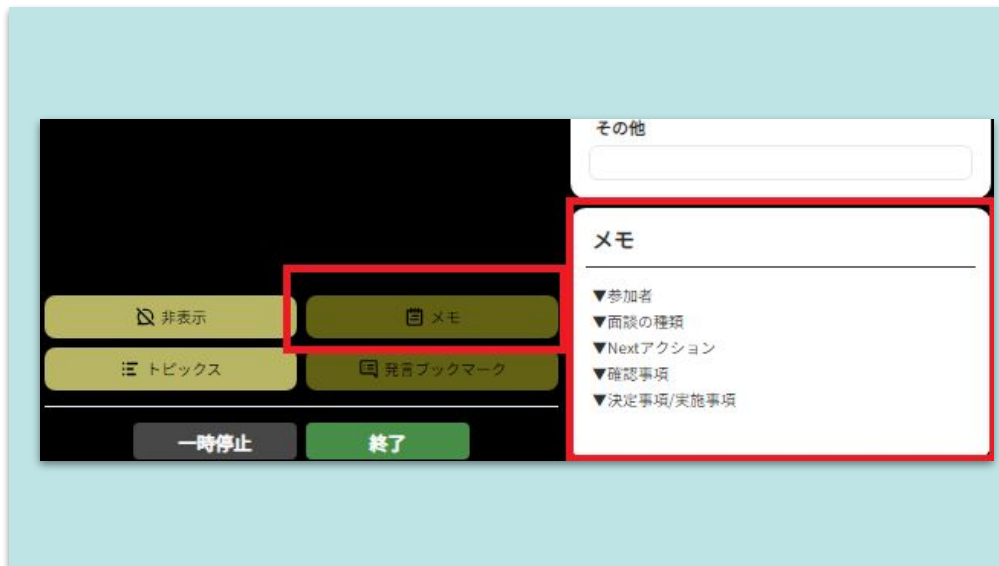 その他
メモ
▼参加者
▼面談の種類
▼Nextアクション
▼確認事項
▼決定事項/実施事項
非表示
メモ
トピックス
発言ブックマーク
一時停止
終了